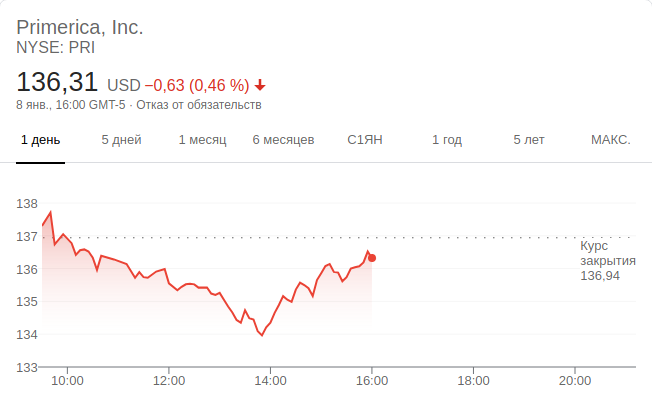 Primerica, Inc.
NYSE: PRI
136,31 USD −0,63 (0,46 %)
8 янв., 16:00 GMT-5 · Отказ от обязательств
1 день 5 дней 1 месяц 6 месяцев С1ЯН 1 год 5 лет МАКС.
138
137
136
135
134
133
Курс
закрытия
136,94
10:00 12:00 14:00 16:00 18:00 20:00